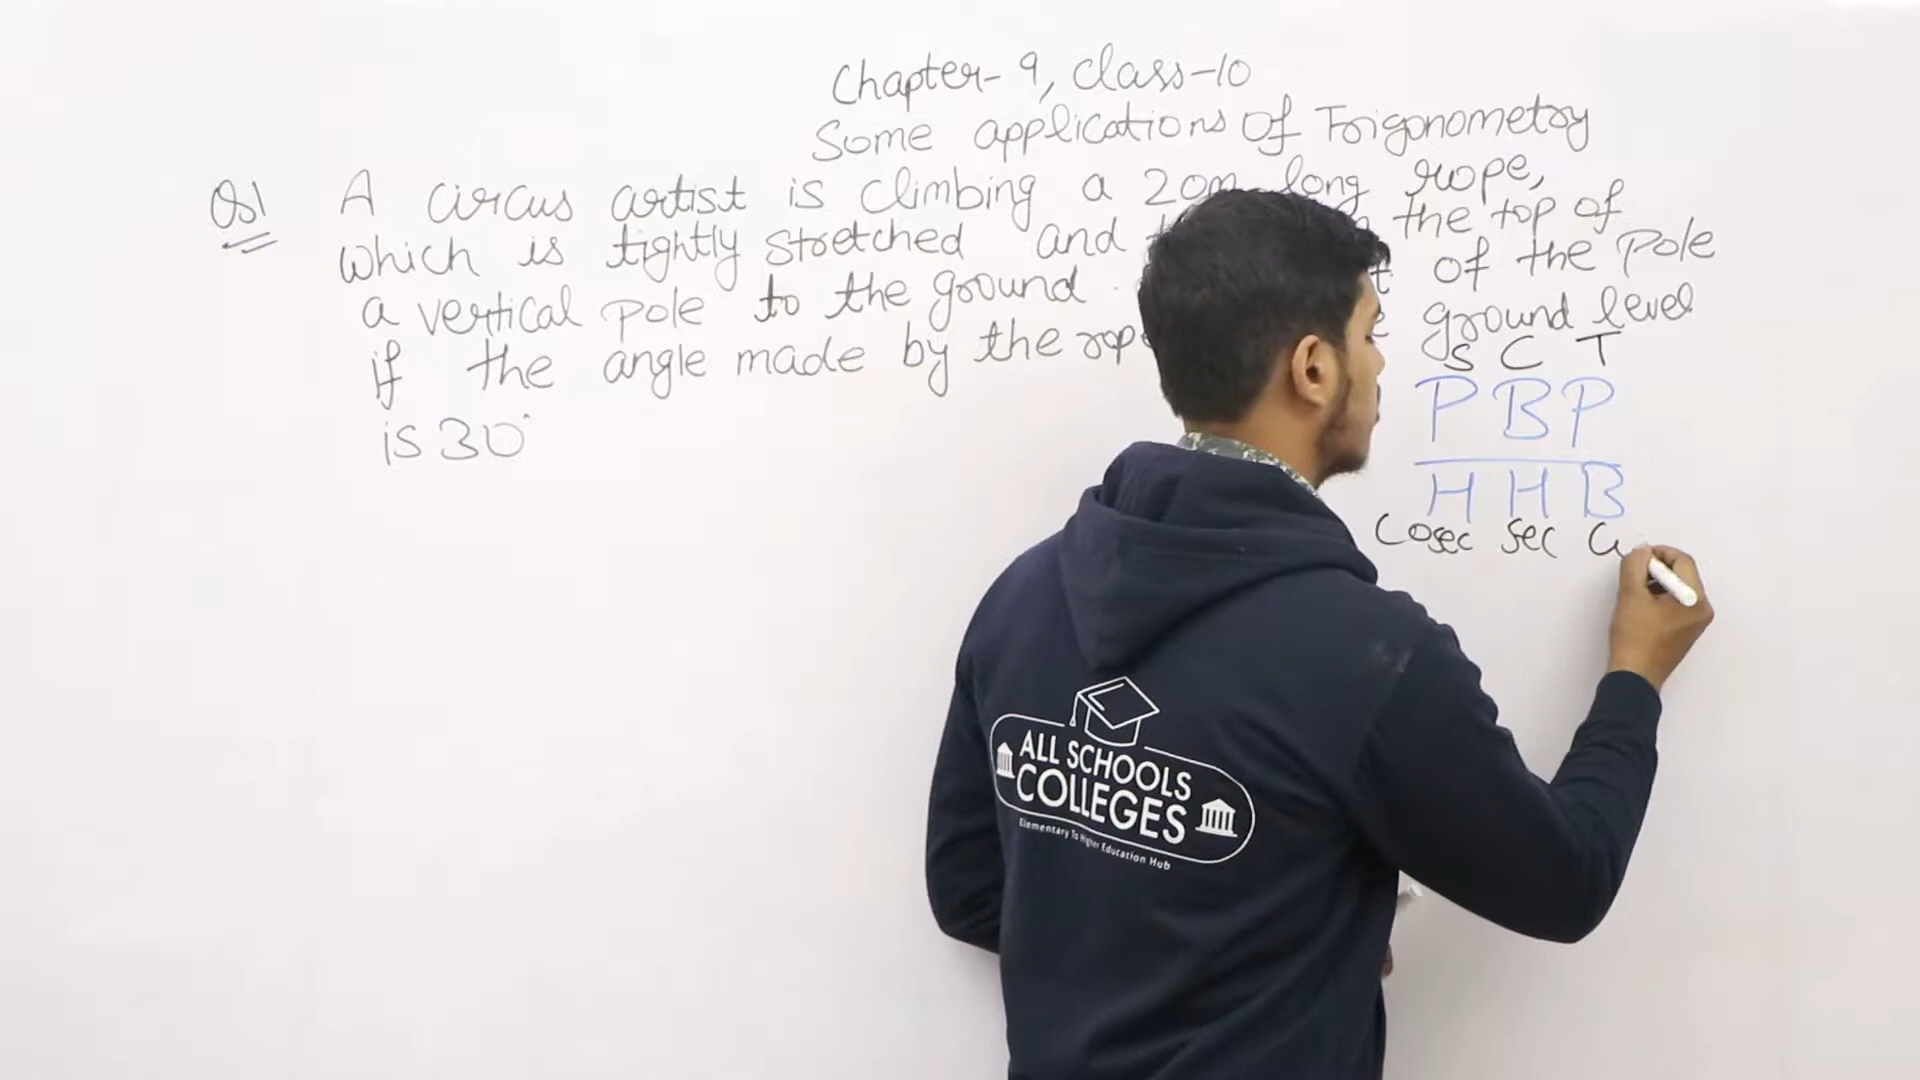 Chapter-9, Class-10
Some applications of Trigonometry
Qs1 A circus artist is climbing a 20m long rope,
which is tightly stretched and the top of
a vertical pole to the ground. of the pole
if the angle made by the rope ground level
is 30°
S C T
P B P
H H B
Cosec Sec
ALL SCHOOLS
COLLEGES
Elementary To Higher Education Hub